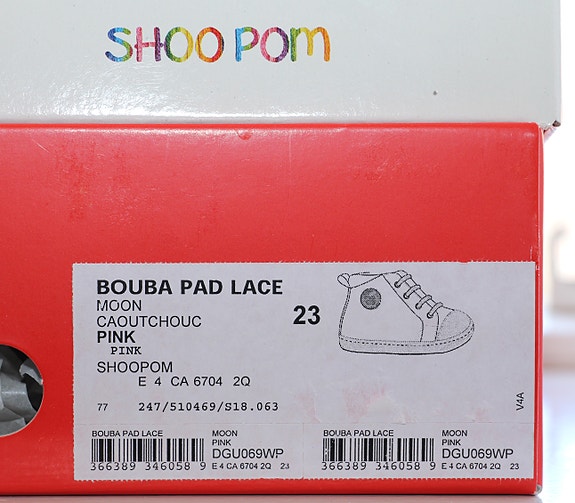 SHOO POM
BOUBA PAD LACE
MOON
CAOUTCHOUC
23
PINK
PINK
SHOOPOM
E 4 CA 6704 2Q
77 247/510469/S18.063
V4A
BOUBA PAD LACE MOON
PINK
DGU069WP
366389 346058 9 E 4 CA 6704 2Q 23
BOUBA PAD LACE MOON
PINK
DGU069WP
366389 346058 9 E 4 CA 6704 2Q 23